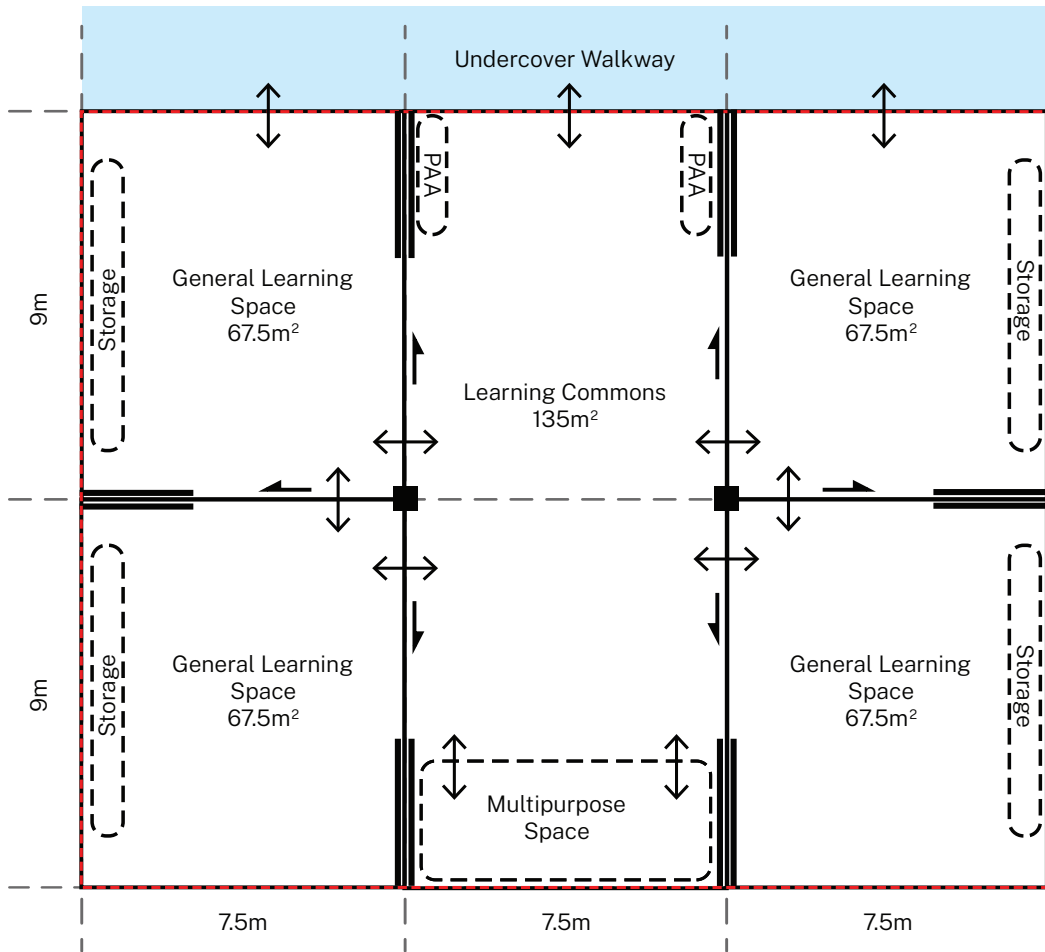 Undercover Walkway
PAA
PAA
Storage
General Learning
Space
67.5m²
General Learning
Space
67.5m²
Storage
9m
Learning Commons
135m²
Storage
General Learning
Space
67.5m²
General Learning
Space
67.5m²
Storage
9m
Multipurpose
Space
7.5m
7.5m
7.5m